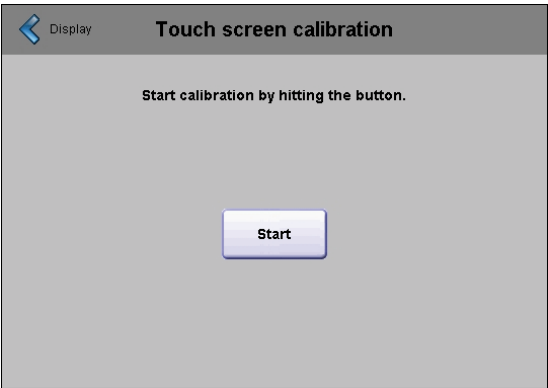 Display Touch screen calibration
Start calibration by hitting the button.
Start